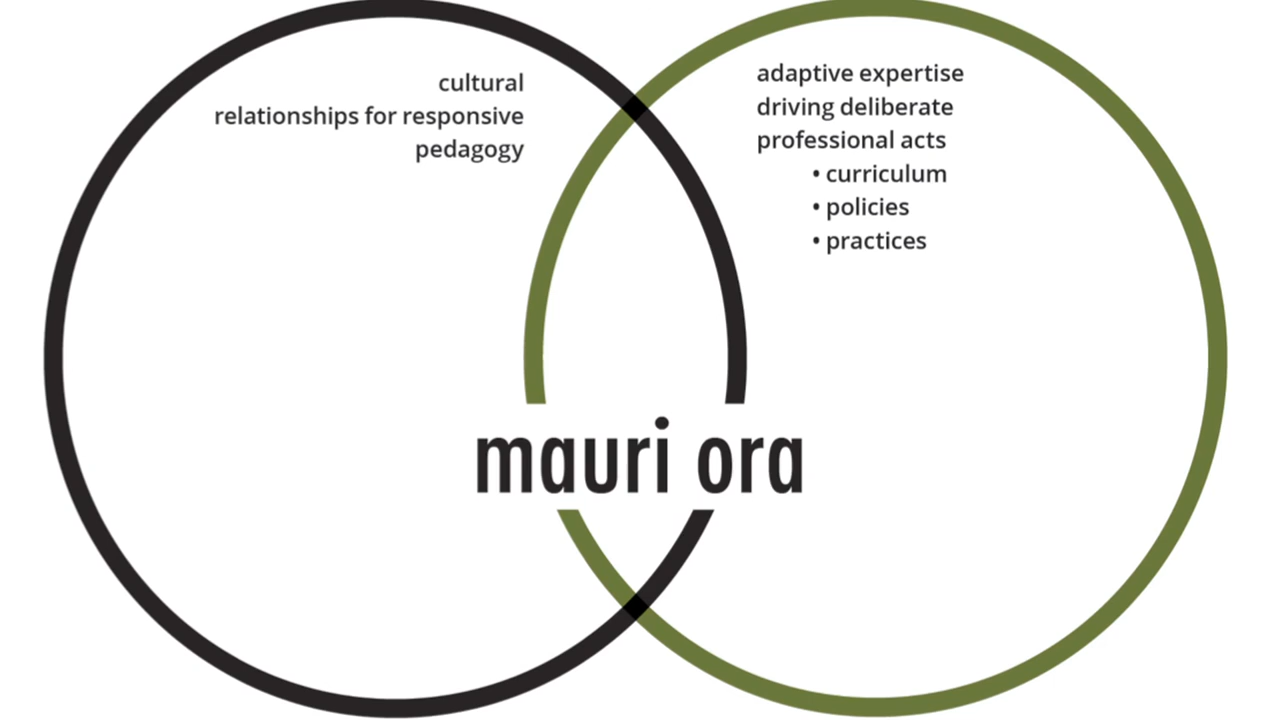 cultural
relationships for responsive
pedagogy
adaptive expertise
driving deliberate
professional acts
• curriculum
• policies
• practices
mauri ora